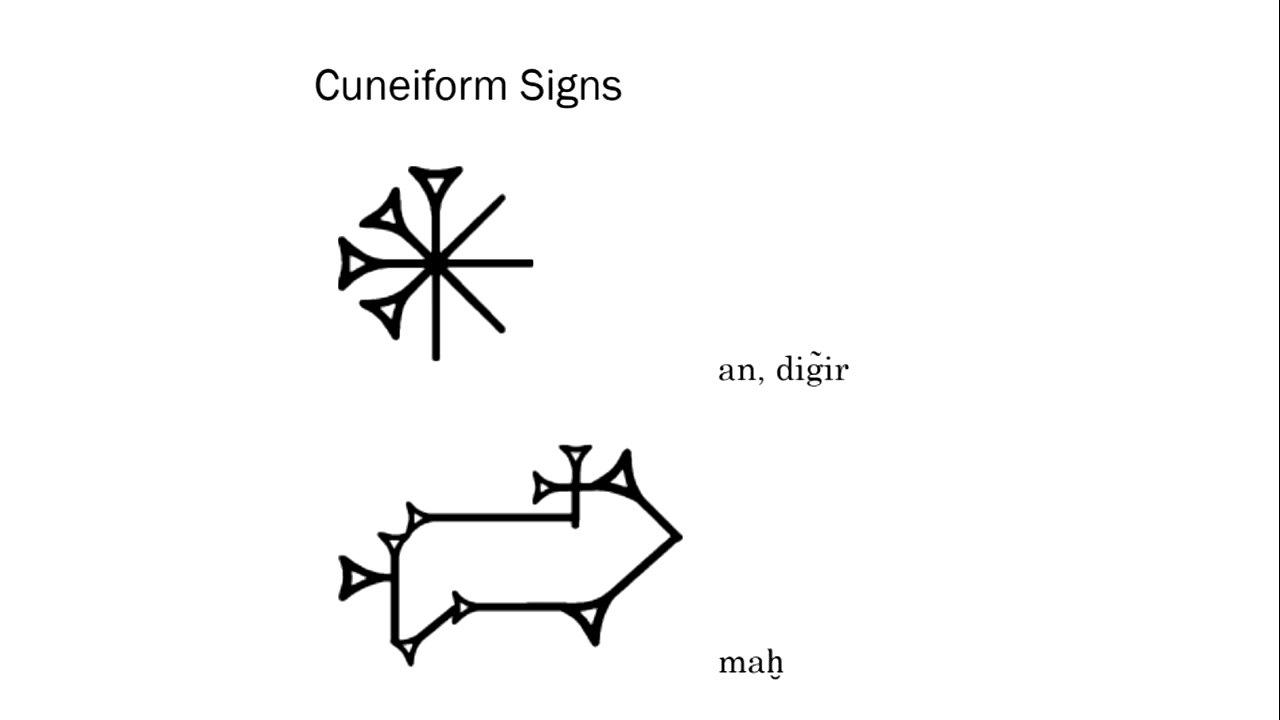 Cuneiform Signs
𒀭
an, dig̃ir
𒈤
maḫ